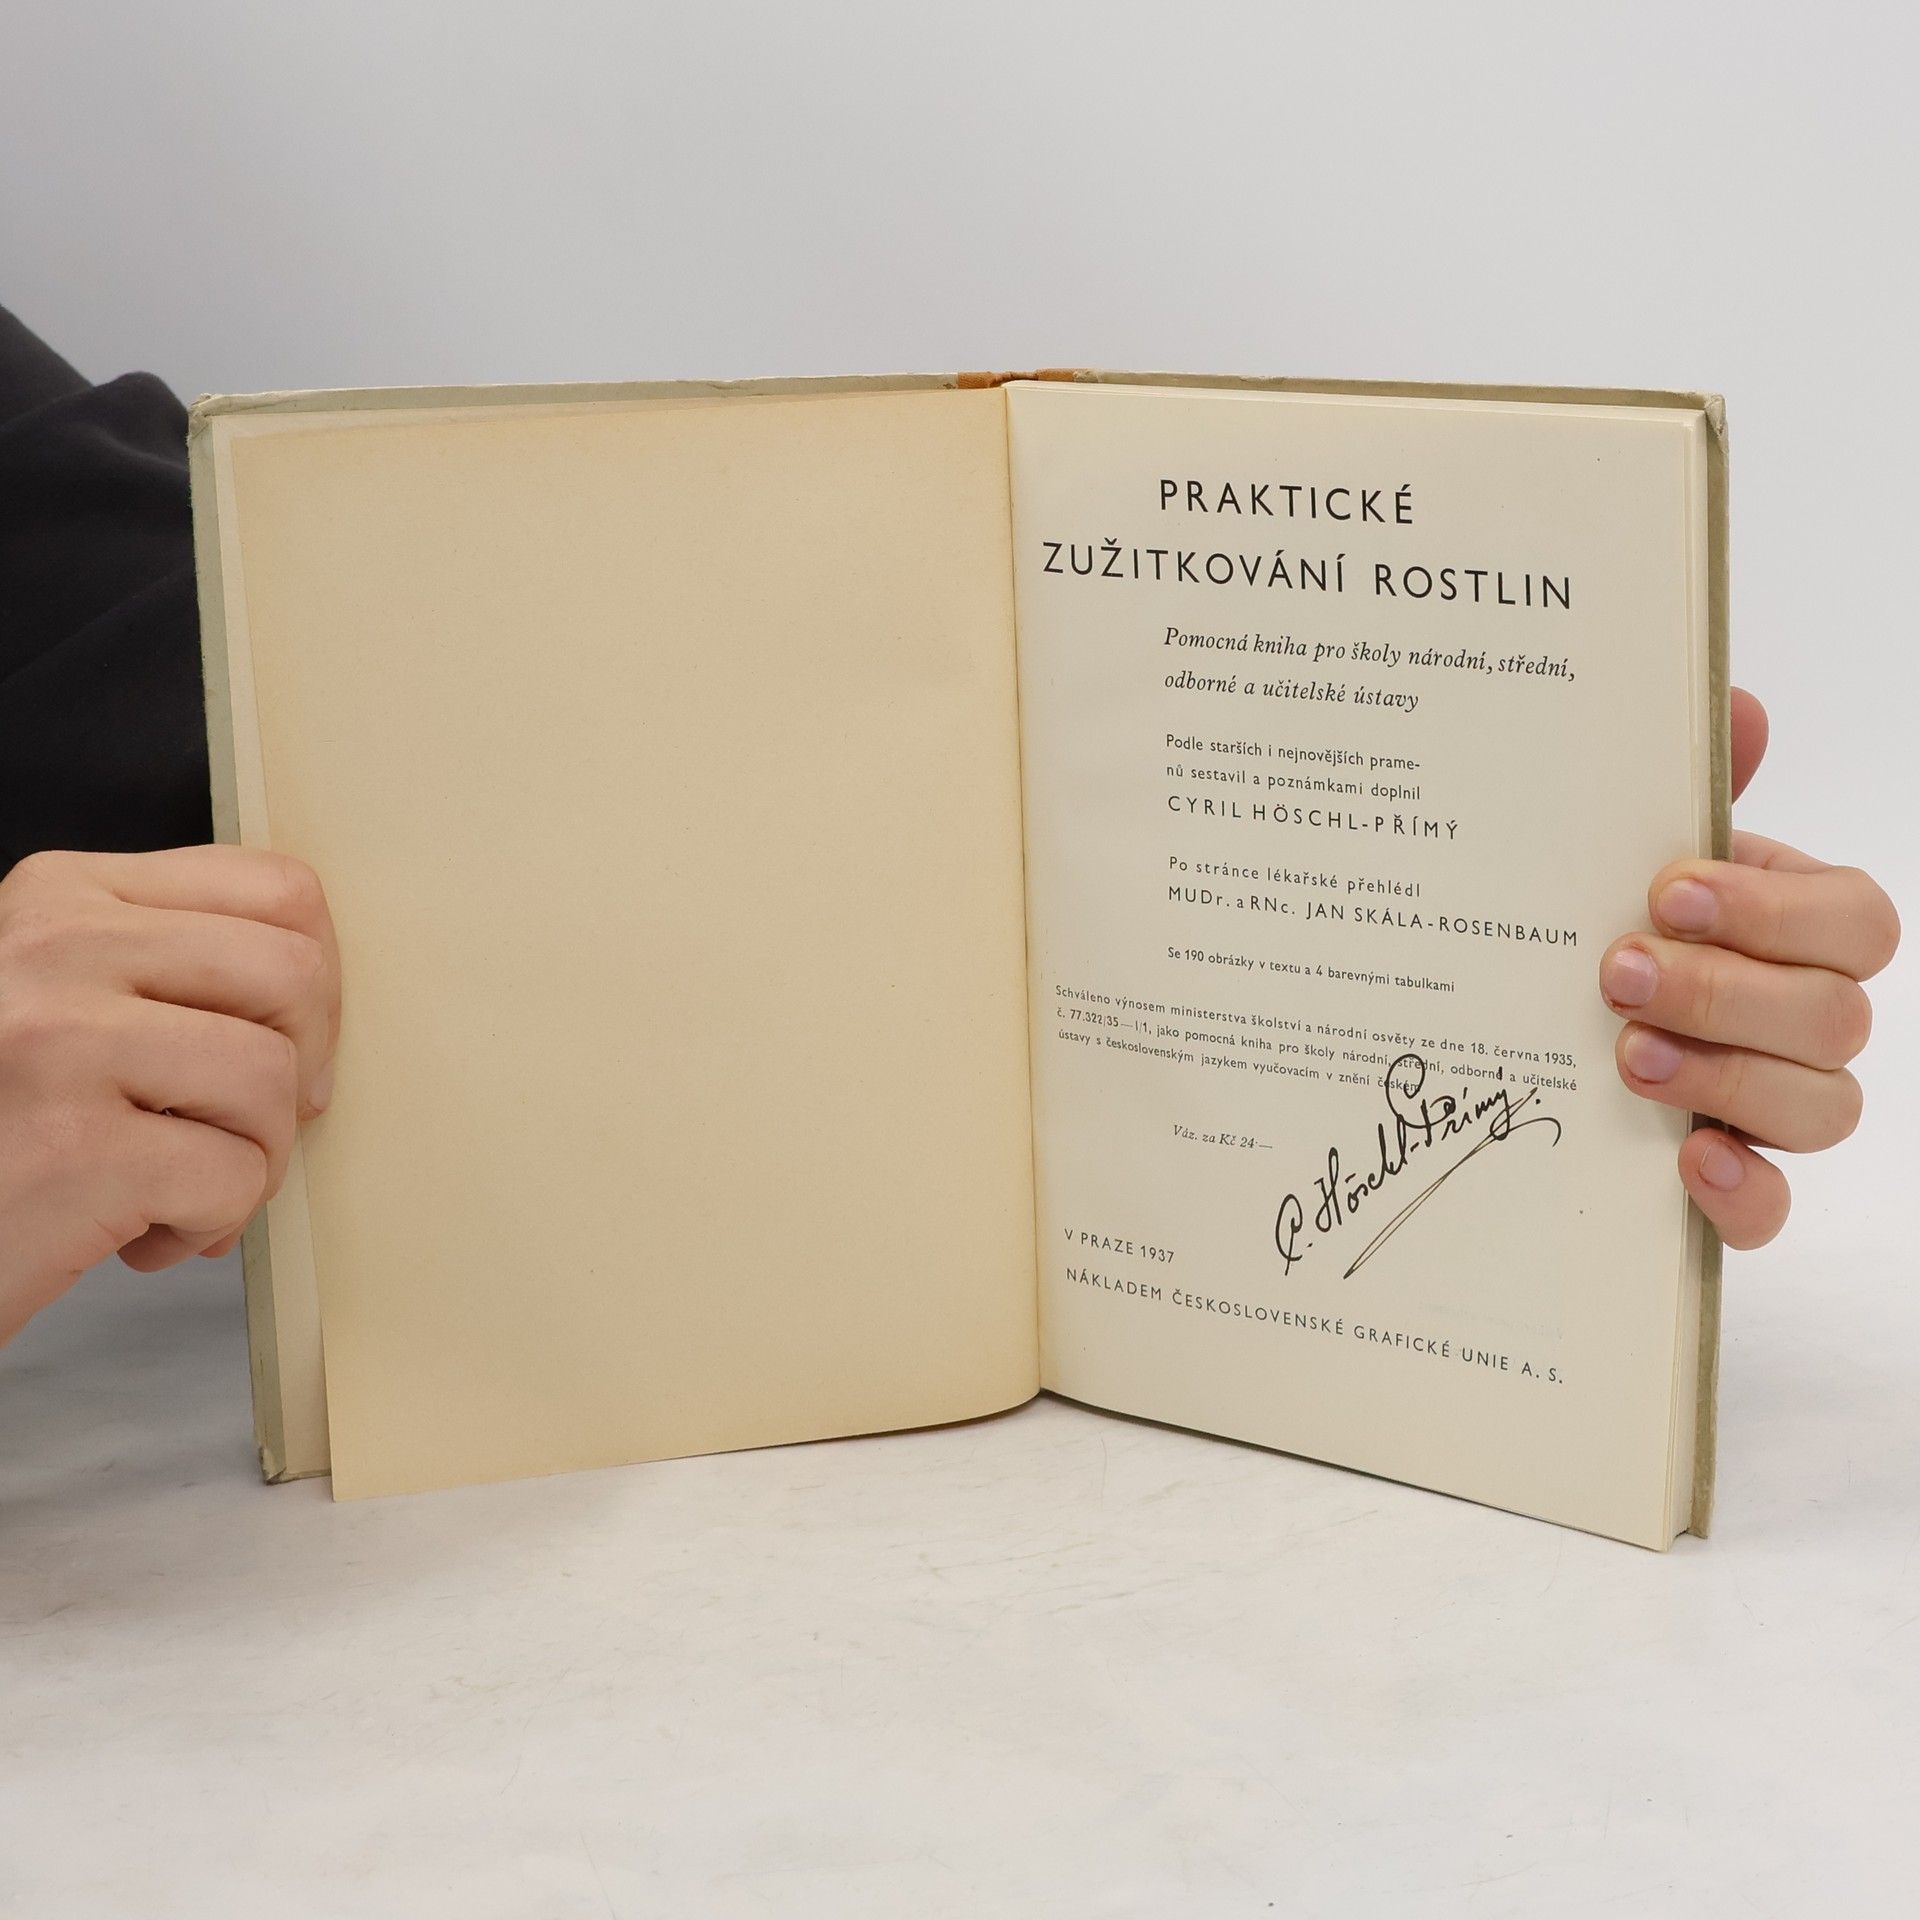 PRAKTICKÉ
ZUŽITKOVÁNÍ ROSTLIN
Pomocná kniha pro školy národní, střední,
odborné a učitelské ústavy
Podle starších i nejnovějších prame-
nů sestavil a poznámkami doplnil
CYRIL HÖSCHL-PŘÍMÝ
Po stránce lékařské přehlédl
MUDr. a RNc. JAN SKÁLA-ROSENBAUM
Se 190 obrázky v textu a 4 barevnými tabulkami
Schváleno výnosem ministerstva školství a národní osvěty ze dne 18. června 1935,
č. 77.322/35—I/1, jako pomocná kniha pro školy národní, střední, odborné a učitelské
ústavy s československým jazykem vyučovacím v znění českém
Váz. za Kč 24·—
C. Höschl-Přímý.
V PRAZE 1937
NÁKLADEM ČESKOSLOVENSKÉ GRAFICKÉ UNIE A. S.